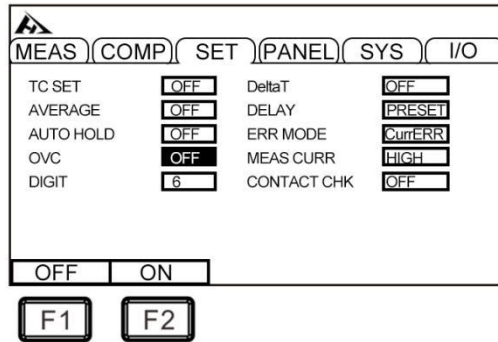 MEAS COMP SET PANEL SYS I/O
TC SET OFF DeltaT OFF
AVERAGE OFF DELAY PRESET
AUTO HOLD OFF ERR MODE CurrERR
OVC OFF MEAS CURR HIGH
DIGIT 6 CONTACT CHK OFF
OFF ON
F1 F2